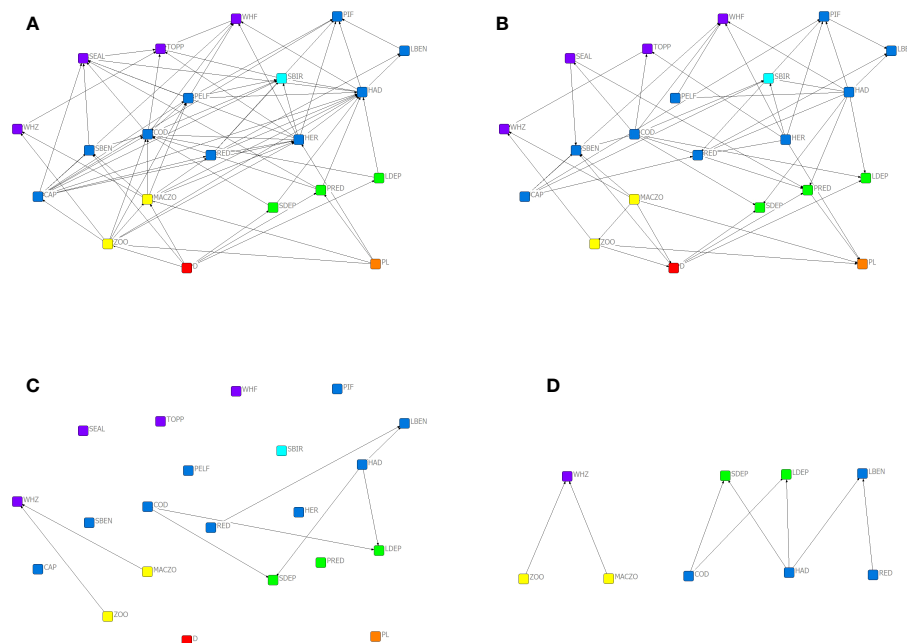 A
WHF
PIF
SEAL
TOPP
LBEN
SBIR
PELF
HAD
WHZ
COD
HER
SBEN
RED
CAP
MACZO
PRED
LDEP
SDEP
ZOO
D
PL
B
WHF
PIF
SEAL
TOPP
LBE
SBIR
PELF
HAD
WHZ
COD
HER
SBEN
RED
CAP
MACZO
PRED
LDEP
SDEP
ZOO
D
PL
C
WHF
PIF
SEAL
TOPP
LBEN
SBIR
PELF
HAD
WHZ
COD
HER
SBEN
RED
CAP
MACZO
PRED
LDEP
SDEP
ZOO
D
PL
D
WHZ
SDEP
LDEP
LBEN
ZOO
MACZO
COD
HAD
RED